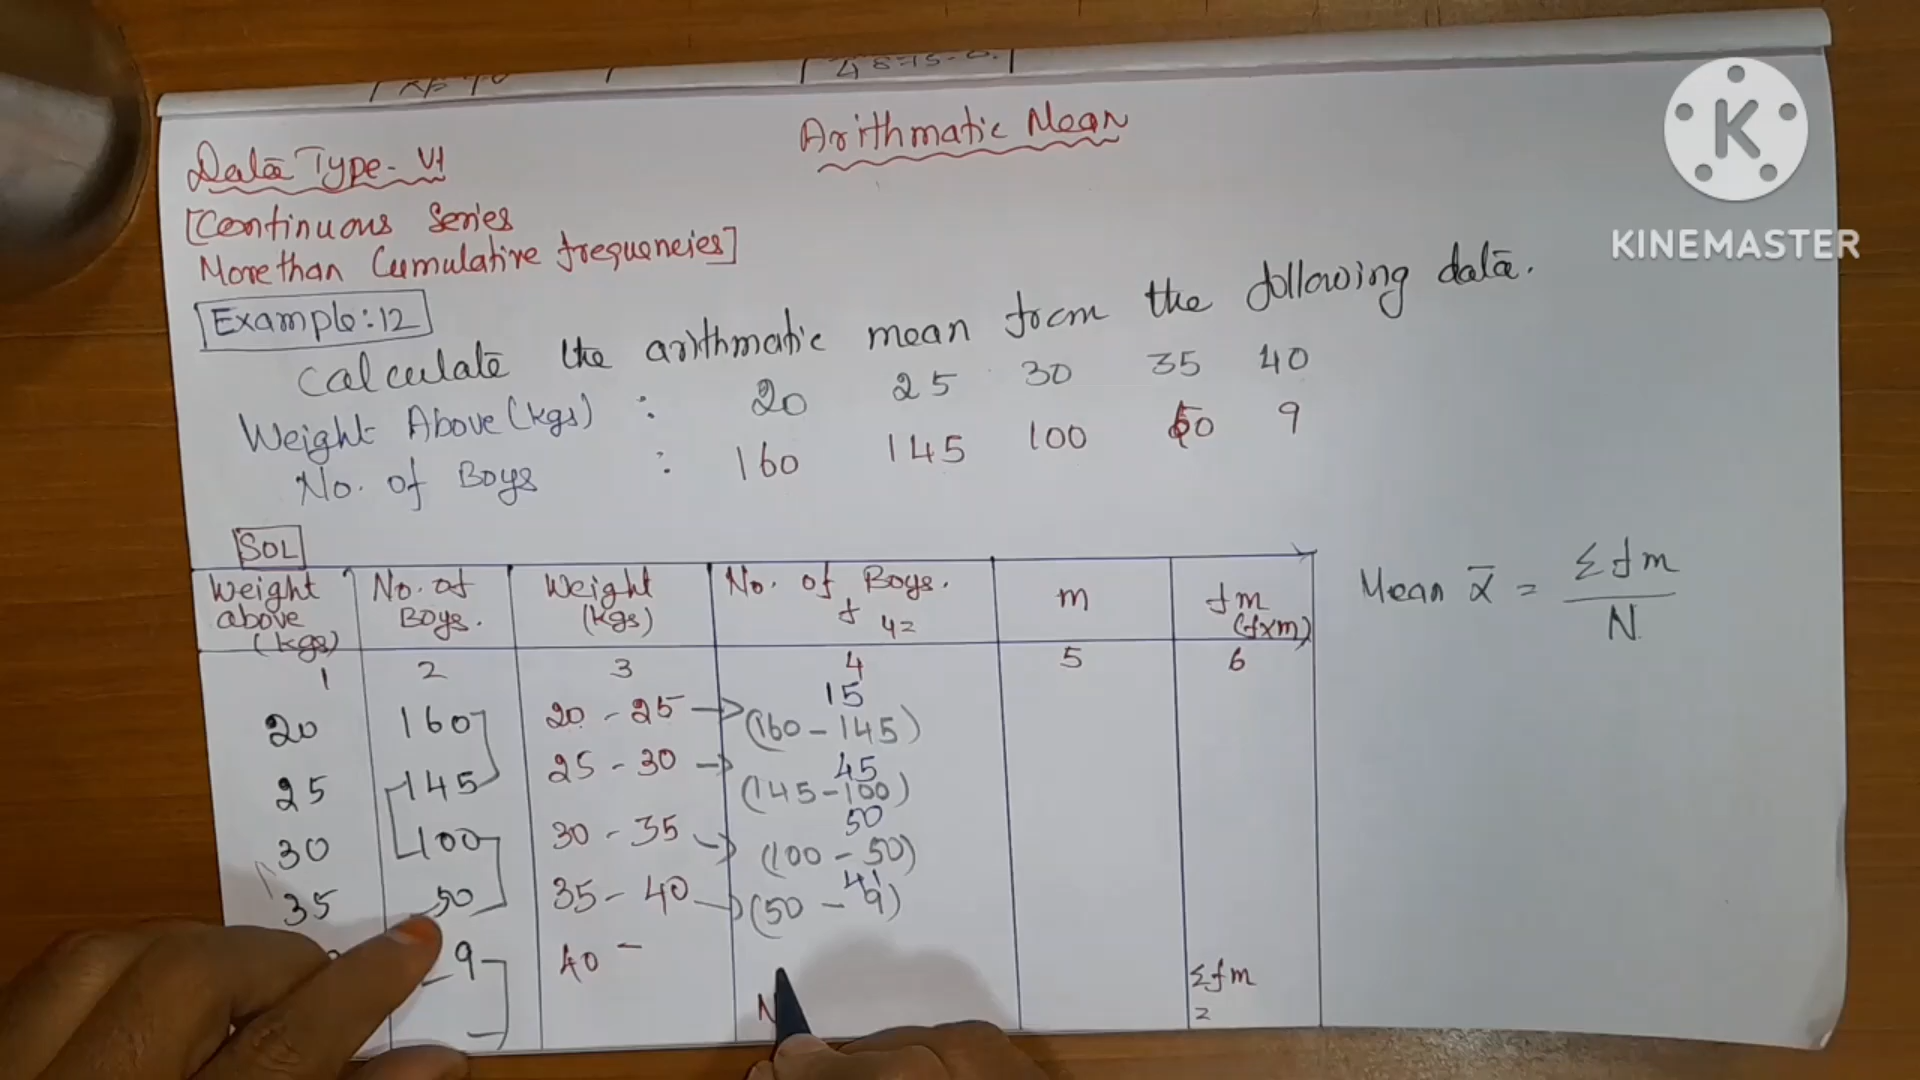 Arithmatic Mean
Data Type - VI
[Continuous Series
More than Cumulative frequencies]
Example: 12
Calculate the arithmatic mean from the following data.
Weight Above (kgs) : 20 25 30 35 40
No. of Boys : 160 145 100 50 9
SOL
Weight above (kgs) No. of Boys. Weight (kgs) No. of Boys. f m fm (f×m)
1 2 3 4 5 6
20 160 20 - 25 15
(160 - 145)
25 145 25 - 30 45
(145 - 100)
30 100 30 - 35 50
(100 - 50)
35 50 35 - 40 41
(50 - 9)
9 40 -
N
Σfm
=
Mean x̄ = Σfm
N
K
KINEMASTER